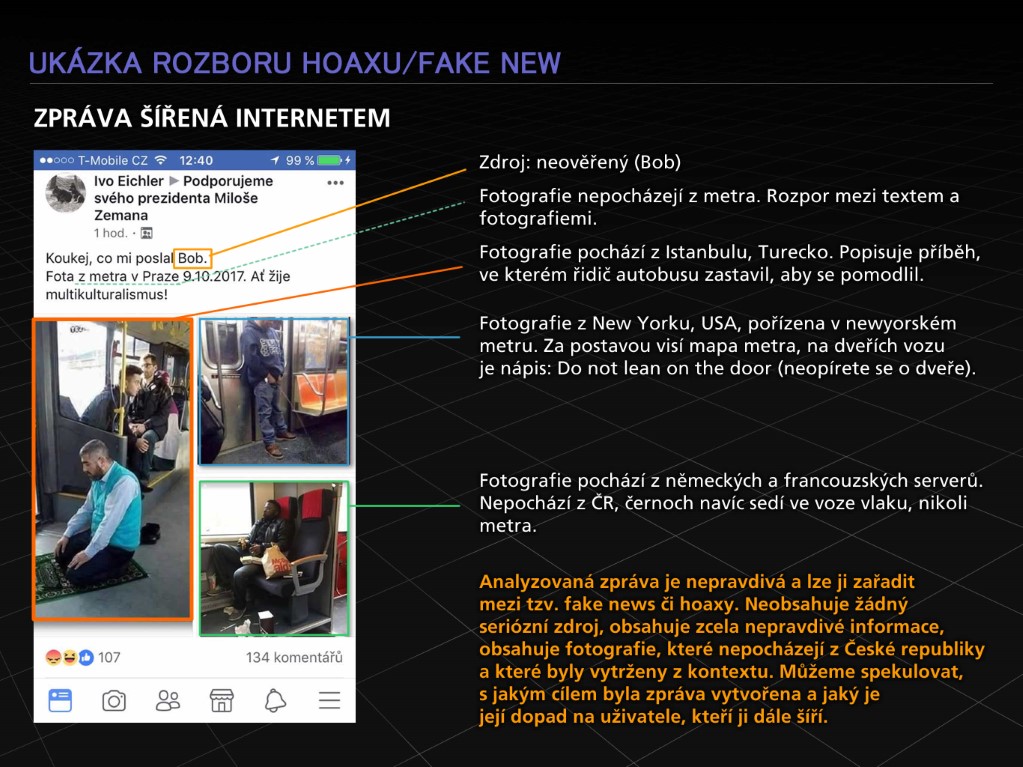 UKÁZKA ROZBORU HOAXU/FAKE NEW
ZPRÁVA ŠÍŘENÁ INTERNETEM
T-Mobile CZ 12:40 99 %
Ivo Eichler ▶ Podporujeme
svého prezidenta Miloše
Zemana
1 hod. ·
Koukej, co mi poslal Bob.
Fota z metra v Praze 9.10.2017. Ať žije
multikulturalismus!
107 134 komentářů
Zdroj: neověřený (Bob)
Fotografie nepocházejí z metra. Rozpor mezi textem a
fotografiemi.
Fotografie pochází z Istanbulu, Turecko. Popisuje příběh,
ve kterém řidič autobusu zastavil, aby se pomodlil.
Fotografie z New Yorku, USA, pořízena v newyorském
metru. Za postavou visí mapa metra, na dveřích vozu
je nápis: Do not lean on the door (neopírete se o dveře).
Fotografie pochází z německých a francouzských serverů.
Nepochází z ČR, černoch navíc sedí ve voze vlaku, nikoli
metra.
Analyzovaná zpráva je nepravdivá a lze ji zařadit
mezi tzv. fake news či hoaxy. Neobsahuje žádný
seriózní zdroj, obsahuje zcela nepravdivé informace,
obsahuje fotografie, které nepocházejí z České republiky
a které byly vytrženy z kontextu. Můžeme spekulovat,
s jakým cílem byla zpráva vytvořena a jaký je
její dopad na uživatele, kteří ji dále šíří.